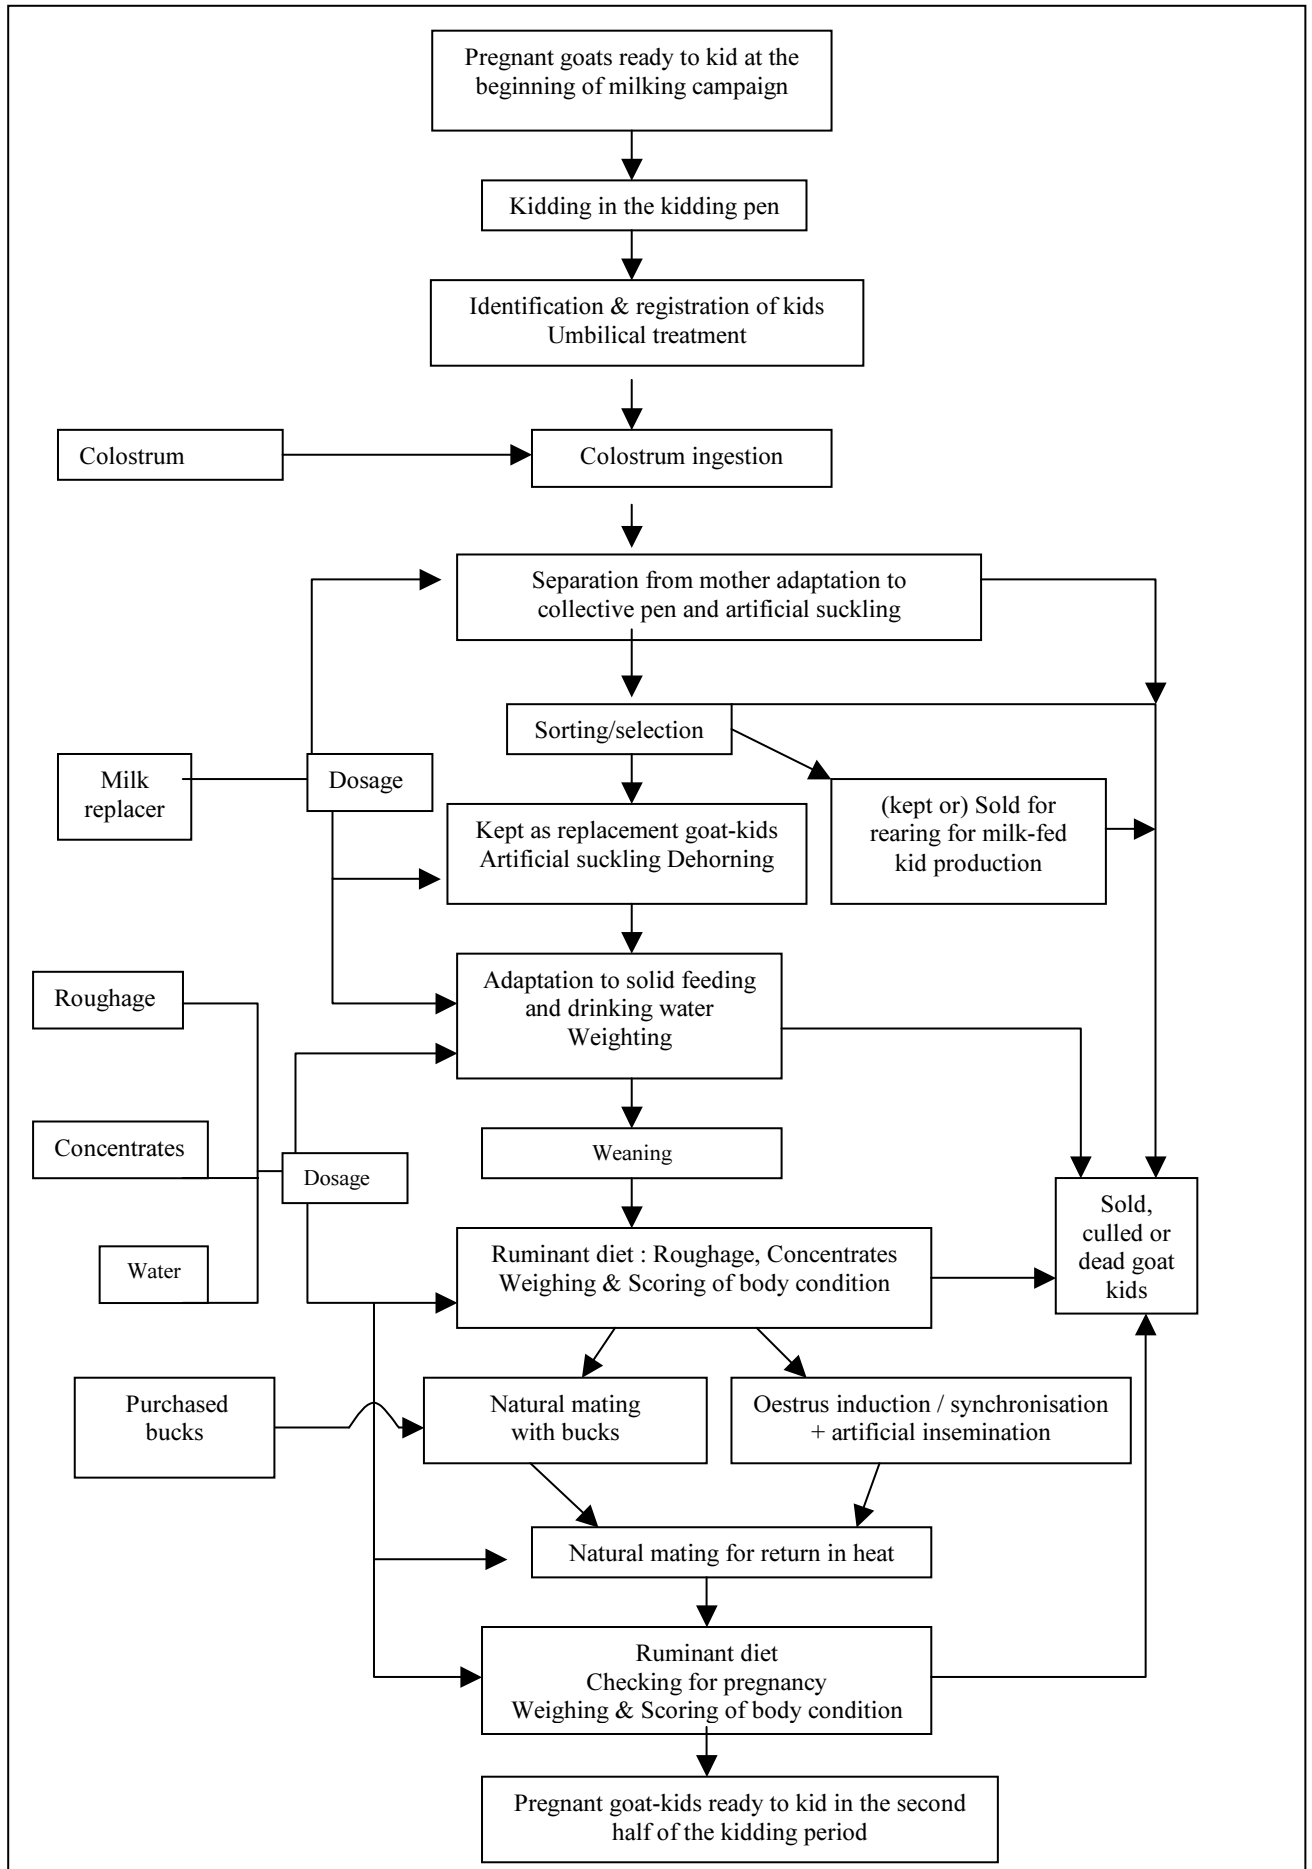 Pregnant goats ready to kid at the
beginning of milking campaign
Kidding in the kidding pen
Identification & registration of kids
Umbilical treatment
Colostrum
Colostrum ingestion
Separation from mother adaptation to
collective pen and artificial suckling
Sorting/selection
Milk
replacer
Dosage
Kept as replacement goat-kids
Artificial suckling Dehorning
(kept or) Sold for
rearing for milk-fed
kid production
Roughage
Adaptation to solid feeding
and drinking water
Weighting
Concentrates
Dosage
Weaning
Water
Ruminant diet : Roughage, Concentrates
Weighing & Scoring of body condition
Sold,
culled or
dead goat
kids
Purchased
bucks
Natural mating
with bucks
Oestrus induction / synchronisation
+ artificial insemination
Natural mating for return in heat
Ruminant diet
Checking for pregnancy
Weighing & Scoring of body condition
Pregnant goat-kids ready to kid in the second
half of the kidding period